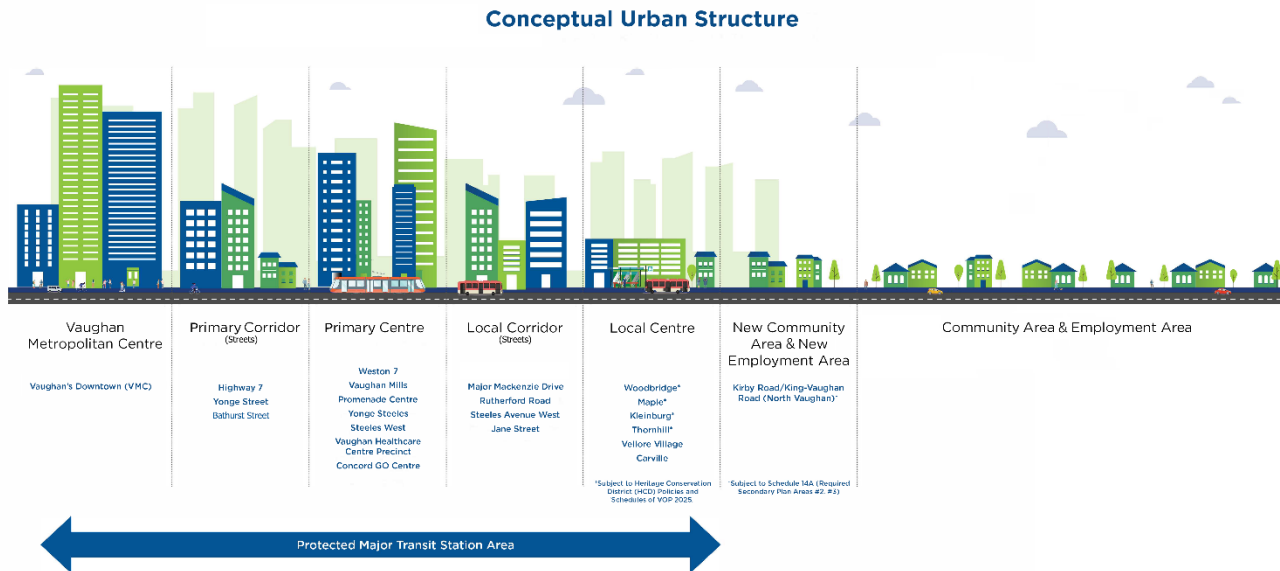 Conceptual Urban Structure
Vaughan
Metropolitan Centre
Vaughan's Downtown (VMC)
Primary Corridor
(Streets)
Highway 7
Yonge Street
Bathurst Street
Primary Centre
Weston 7
Vaughan Mills
Promenade Centre
Yonge Steeles
Steeles West
Vaughan Healthcare
Centre Precinct
Concord GO Centre
Local Corridor
(Streets)
Major Mackenzie Drive
Rutherford Road
Steeles Avenue West
Jane Street
Local Centre
Woodbridge*
Maple*
Kleinburg*
Thornhill*
Vellore Village
Carville
*Subject to Heritage Conservation
District (HCD) Policies and
Schedules of VOP 2025.
New Community
Area & New
Employment Area
Kirby Road/King-Vaughan
Road (North Vaughan)*
*Subject to Schedule 14A (Required
Secondary Plan Areas #2, #3)
Community Area & Employment Area
Protected Major Transit Station Area